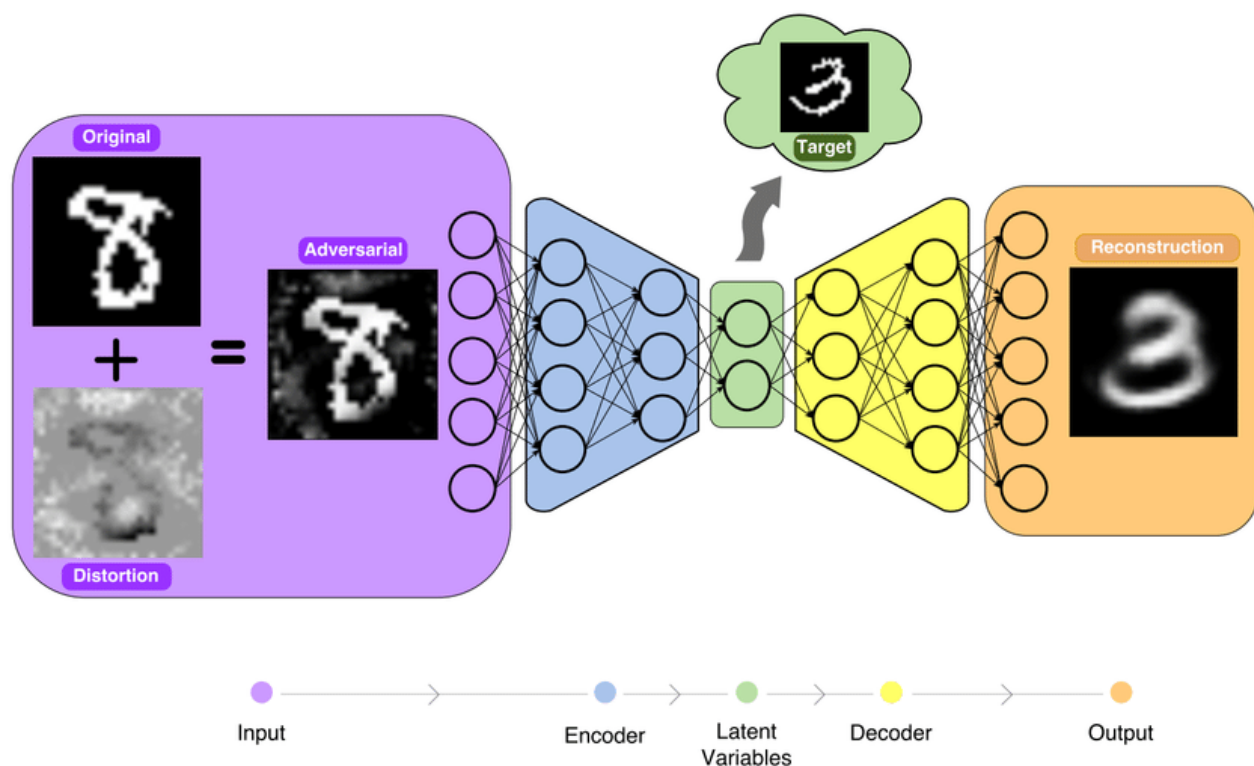 Target
Original
Adversarial
Reconstruction
+
=
Distortion
Input
Encoder
Latent
Variables
Decoder
Output